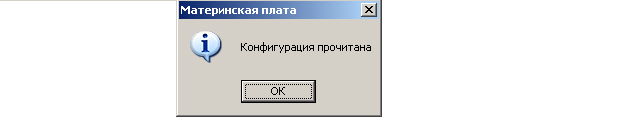 Материнская плата
Конфигурация прочитана
OK